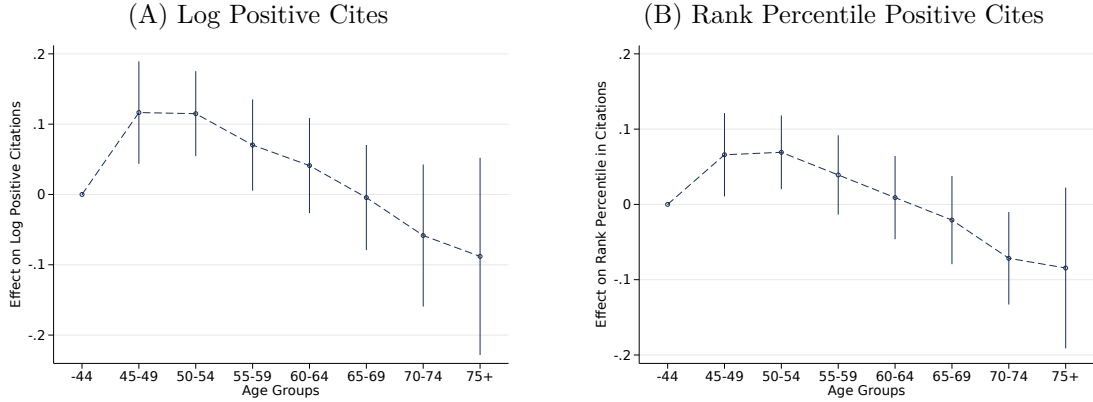 (A) Log Positive Cites
Effect on Log Positive Citations
.2
.1
0
-.1
-.2
-44 45-49 50-54 55-59 60-64 65-69 70-74 75+
Age Groups
(B) Rank Percentile Positive Cites
Effect on Rank Percentile in Citations
.2
.1
0
-.1
-.2
-44 45-49 50-54 55-59 60-64 65-69 70-74 75+
Age Groups